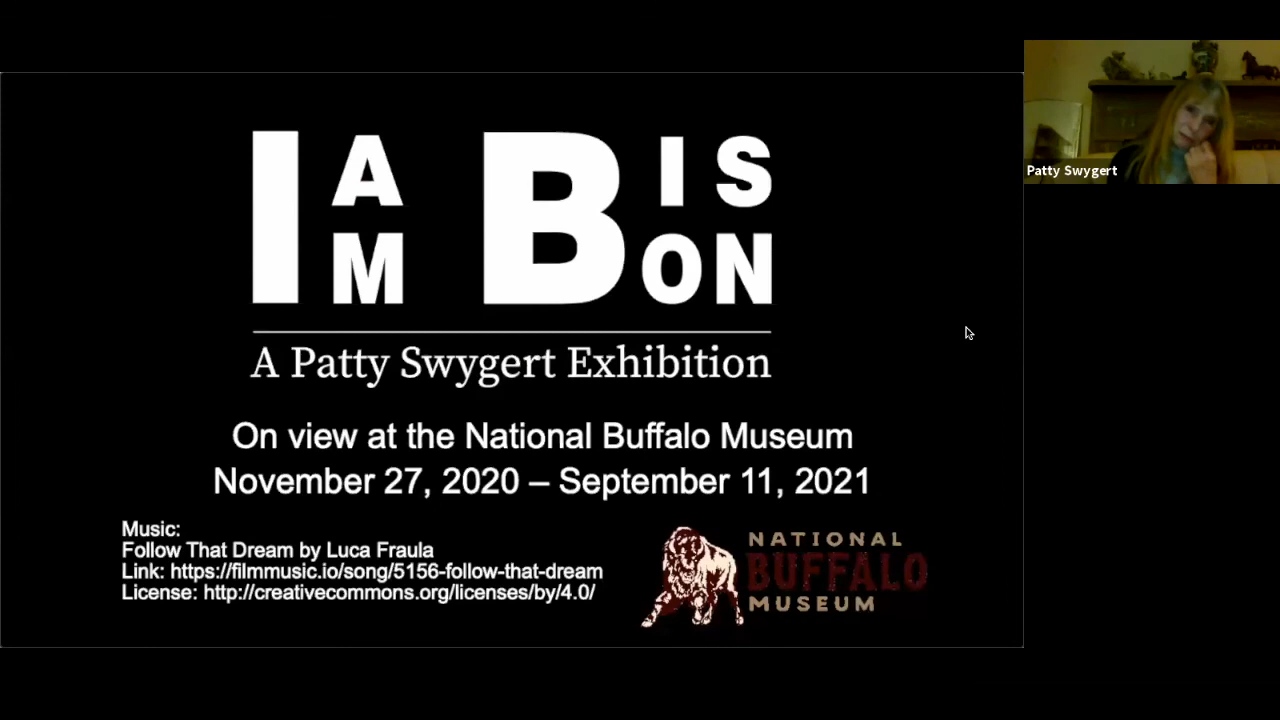 I AM BISON
A Patty Swygert Exhibition
On view at the National Buffalo Museum
November 27, 2020 – September 11, 2021
Music:
Follow That Dream by Luca Fraula
Link: https://filmmusic.io/song/5156-follow-that-dream
License: http://creativecommons.org/licenses/by/4.0/
NATIONAL
BUFFALO
MUSEUM
Patty Swygert